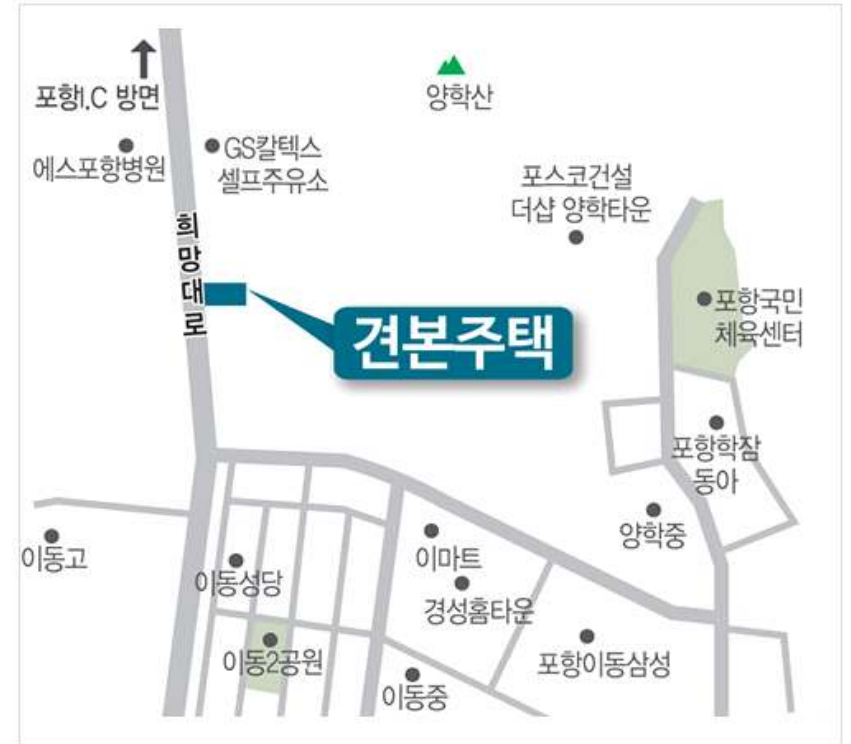 포항I.C 방면
양학산
에스포항병원
GS칼텍스
셀프주유소
포스코건설
더샵 양학타운
희망대로
견본주택
포항국민
체육센터
포항학잠
동아
양학중
이동고
이동성당
이마트
경성홈타운
이동2공원
이동중
포항이동삼성